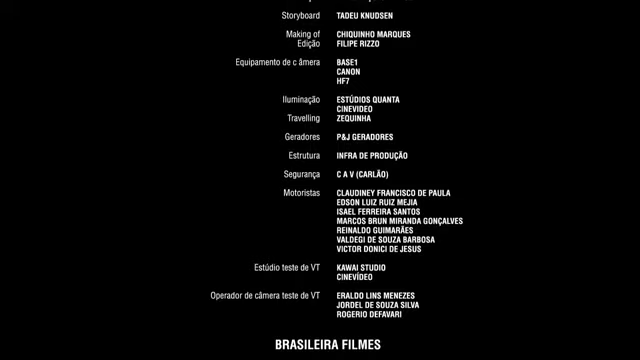 Storyboard TADEU KNUDSEN
Making of CHIQUINHO MARQUES
Edição FILIPE RIZZO
Equipamento de c âmera BASE1
CANON
HF7
Iluminação ESTÚDIOS QUANTA
CINEVIDEO
Travelling ZEQUINHA
Geradores P&J GERADORES
Estrutura INFRA DE PRODUÇÃO
Segurança C A V (CARLÃO)
Motoristas CLAUDINEY FRANCISCO DE PAULA
EDSON LUIZ RUIZ MEJIA
ISAEL FERREIRA SANTOS
MARCOS BRUN MIRANDA GONÇALVES
REINALDO GUIMARÃES
VALDEGI DE SOUZA BARBOSA
VICTOR DONICI DE JESUS
Estúdio teste de VT KAWAI STUDIO
CINEVÍDEO
Operador de câmera teste de VT ERALDO LINS MENEZES
JORDEL DE SOUZA SILVA
ROGERIO DEFAVARI
BRASILEIRA FILMES